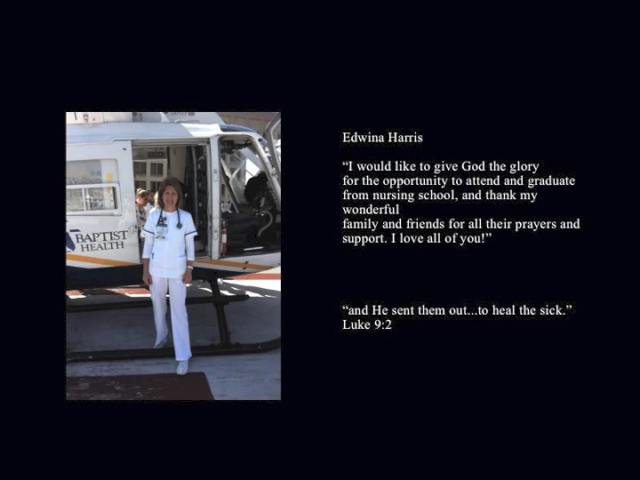 BAPTIST
HEALTH
Edwina Harris
“I would like to give God the glory
for the opportunity to attend and graduate
from nursing school, and thank my
wonderful
family and friends for all their prayers and
support. I love all of you!”
“and He sent them out...to heal the sick.”
Luke 9:2